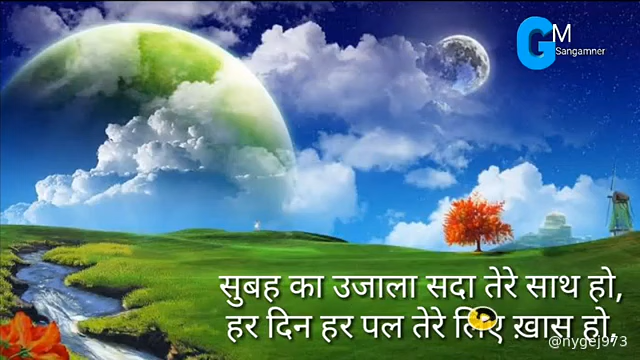 GM
Sangamner
सुबह का उजाला सदा तेरे साथ हो,
हर दिन हर पल तेरे लिए ख़ास हो,
@nygej973